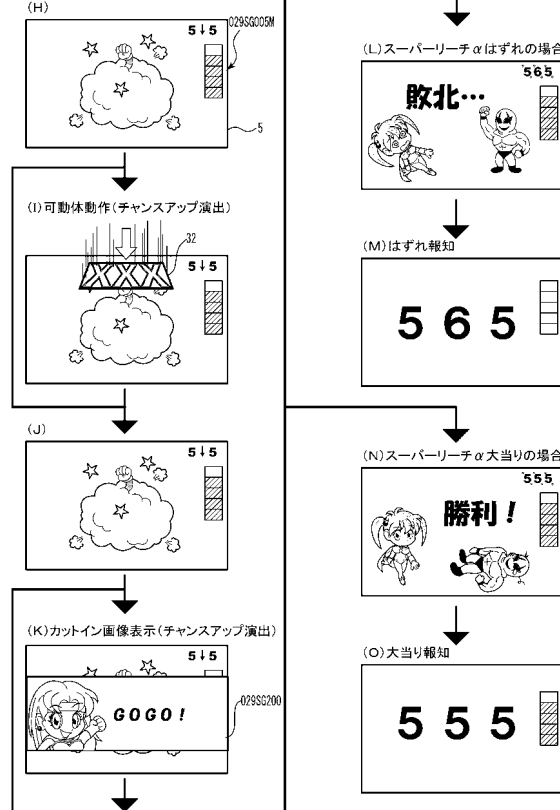 (H)
5↓5
029SG005M
5
(I)可動体動作(チャンスアップ演出)
32
5↓5
(J)
5↓5
(K)カットイン画像表示(チャンスアップ演出)
5↓5
GOGO!
029SG200
(L)スーパーリーチαはずれの場合
565
敗北…
(M)はずれ報知
5 6 5
(N)スーパーリーチα大当りの場合
555
勝利!
(O)大当り報知
5 5 5